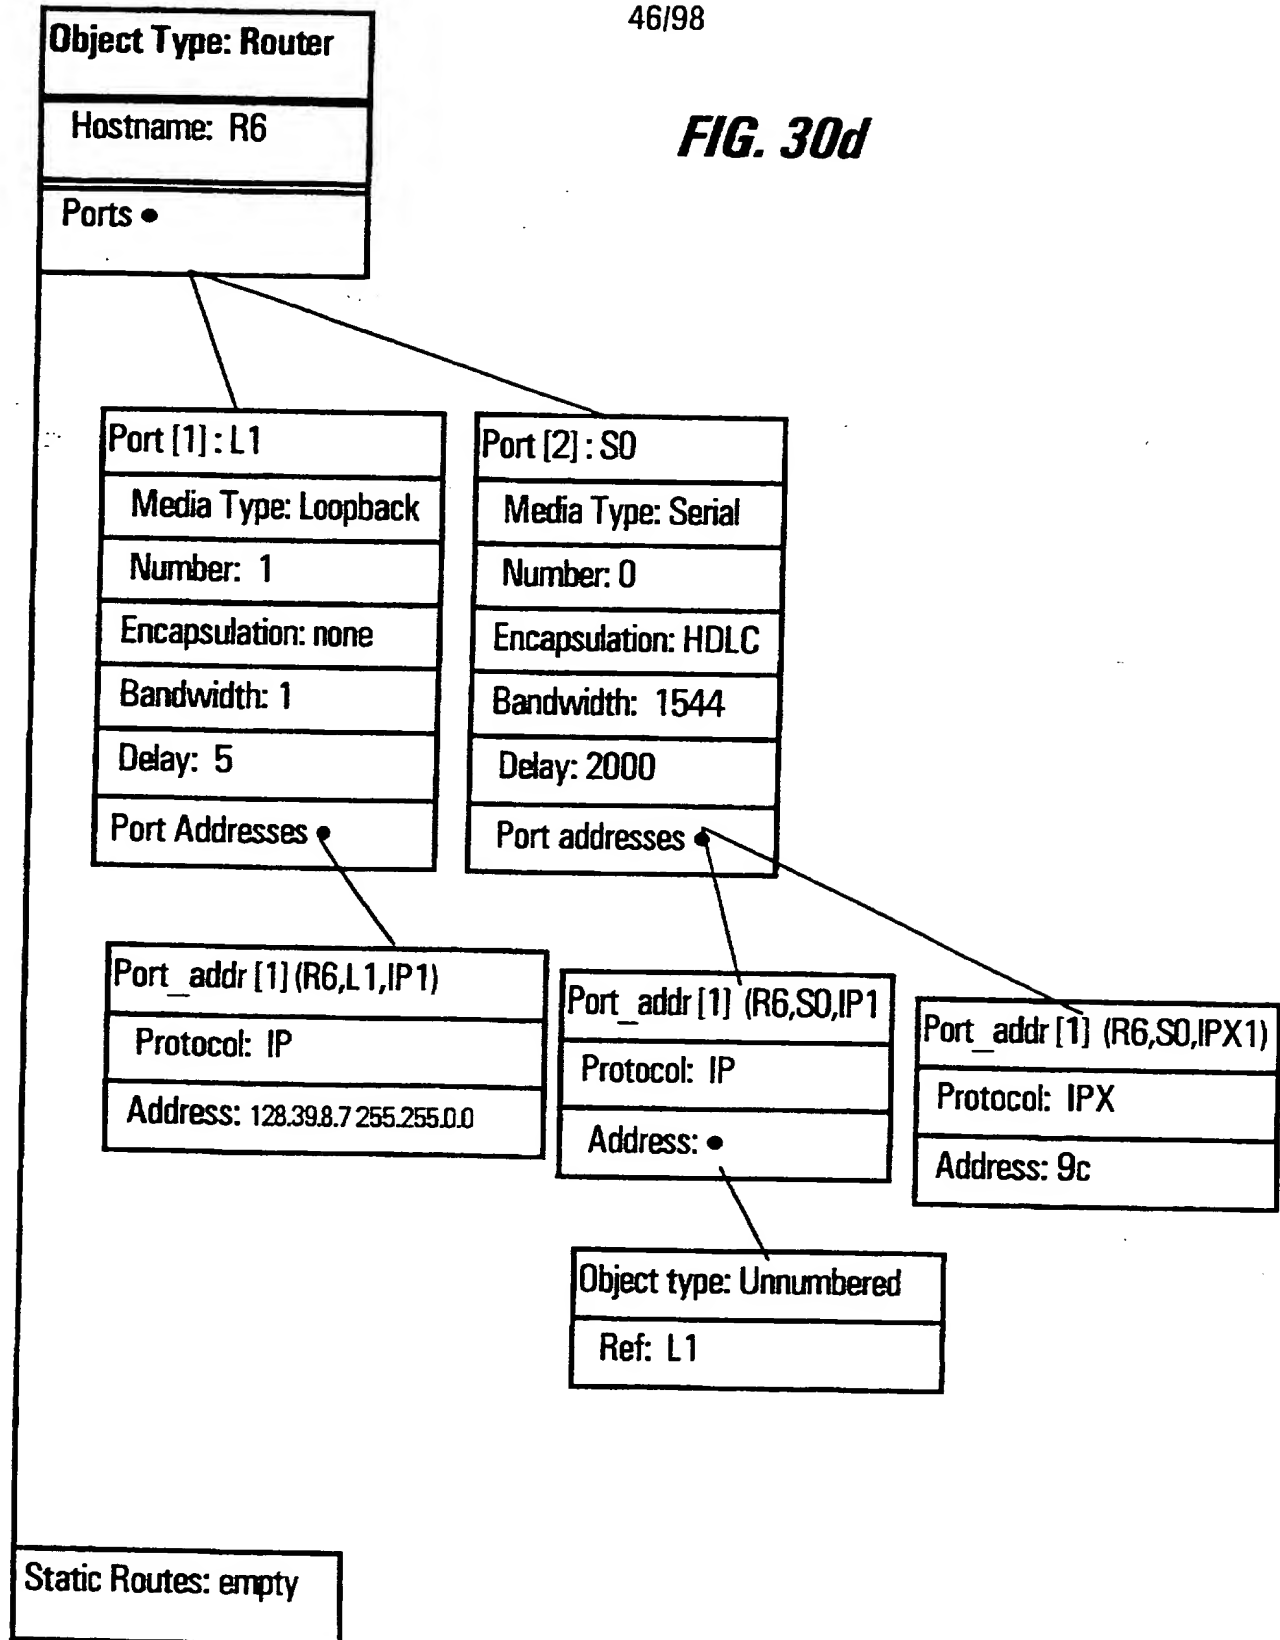 46/98
FIG. 30d
Object Type: Router
Hostname: R6
Ports
Port [1] : L1
Media Type: Loopback
Number: 1
Encapsulation: none
Bandwidth: 1
Delay: 5
Port Addresses
Port [2] : S0
Media Type: Serial
Number: 0
Encapsulation: HDLC
Bandwidth: 1544
Delay: 2000
Port addresses
Port_addr [1] (R6,L1,IP1)
Protocol: IP
Address: 128.39.8.7 255.255.0.0
Port_addr [1] (R6,S0,IP1
Protocol: IP
Address:
Port_addr [1] (R6,S0,IPX1)
Protocol: IPX
Address: 9c
Object type: Unnumbered
Ref: L1
Static Routes: empty